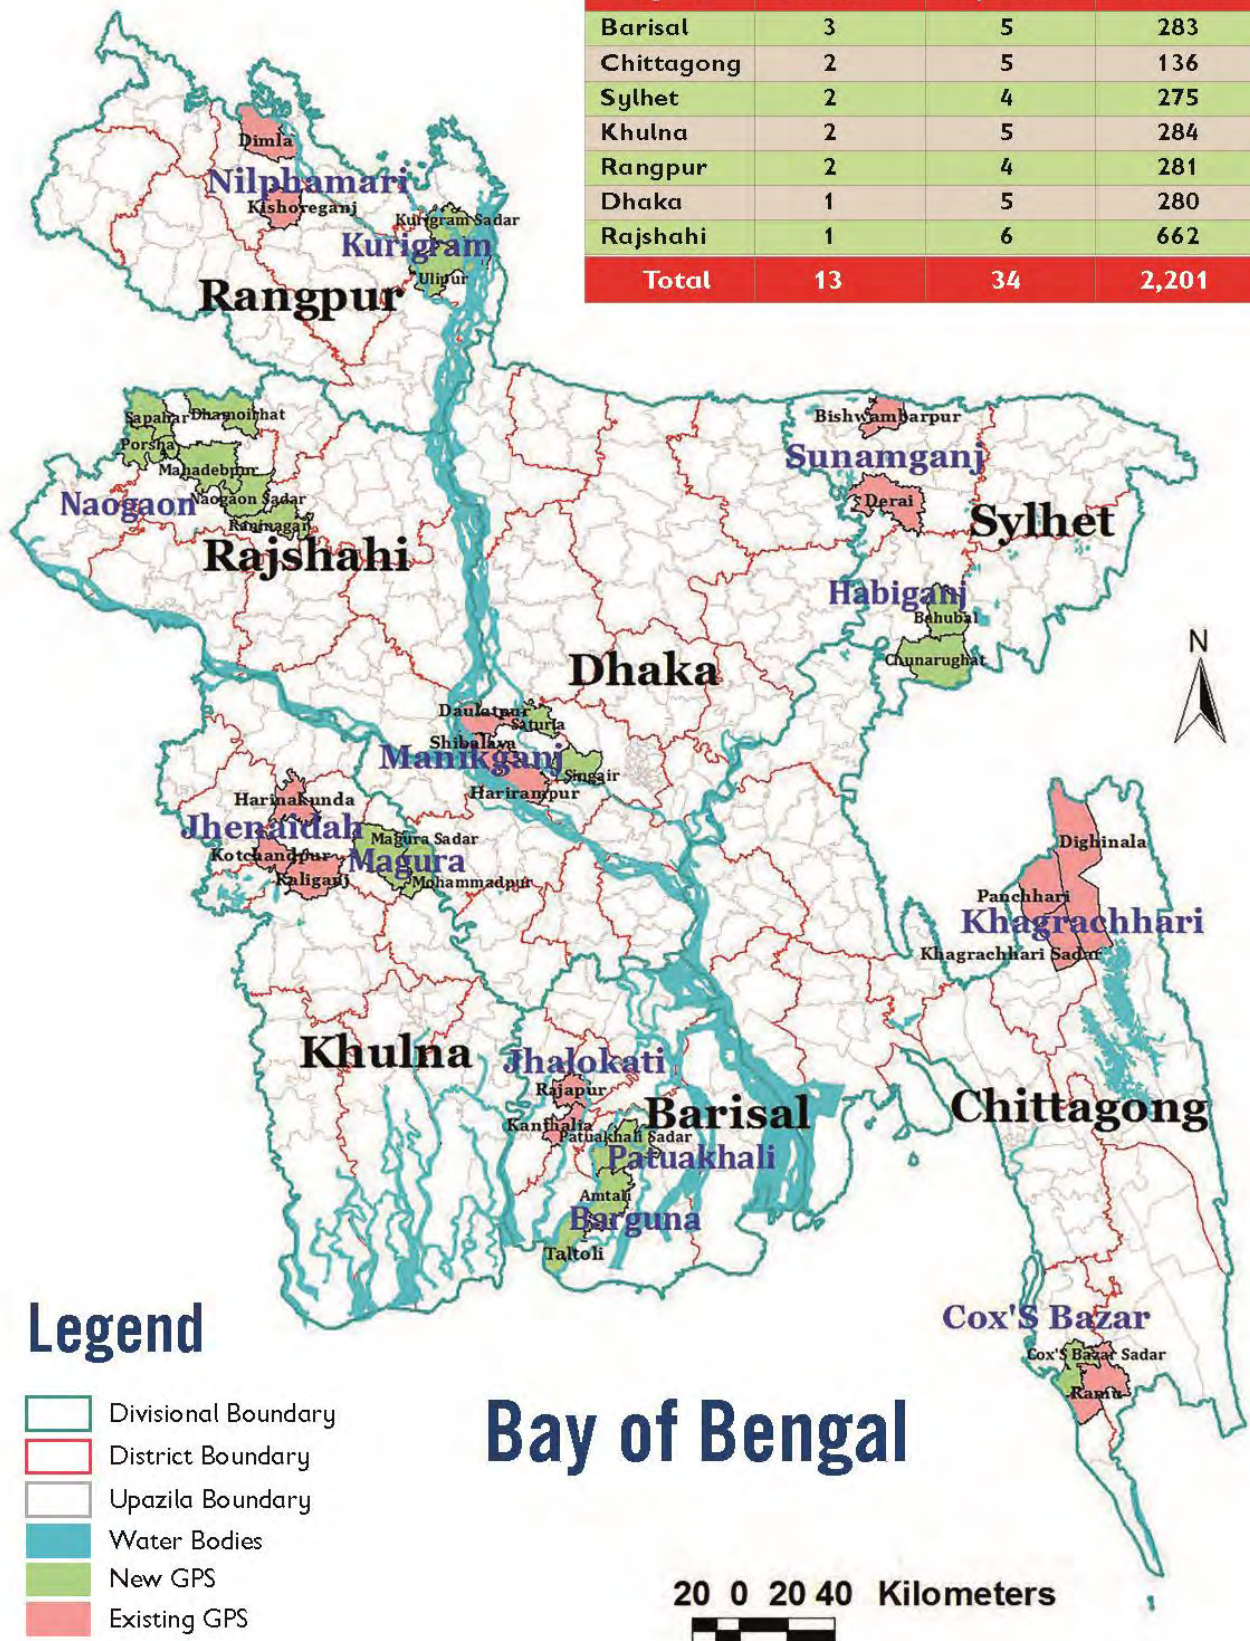 Barisal 3 5 283
Chittagong 2 5 136
Sylhet 2 4 275
Khulna 2 5 284
Rangpur 2 4 281
Dhaka 1 5 280
Rajshahi 1 6 662
Total 13 34 2,201
Dimla
Nilphamari
Kishoreganj
Kurigram Sadar
Kurigram
Ulipur
Rangpur
Sapahar Dhamoirhat
Porsha
Mahadebpur
Naogaon Naogaon Sadar
Raninagar
Rajshahi
Bishwambarpur
Sunamganj
Derai
Sylhet
Habiganj
Bahubal
Chunarughat
N
Dhaka
Daulatpur
Saturia
Shibalaya
Manikganj
Singair
Harirampur
Harinakunda
Jhenaidah
Magura Sadar
Kotchandpur
Magura
Kaliganj
Mohammadpur
Dighinala
Panchhari
Khagrachhari
Khagrachhari Sadar
Khulna
Jhalokati
Rajapur
Kanthalia
Barisal
Patuakhali Sadar
Patuakhali
Amtali
Barguna
Taltoli
Chittagong
Cox'S Bazar
Cox'S Bazar Sadar
Ramu
Legend
Divisional Boundary
District Boundary
Upazila Boundary
Water Bodies
New GPS
Existing GPS
Bay of Bengal
20 0 20 40 Kilometers